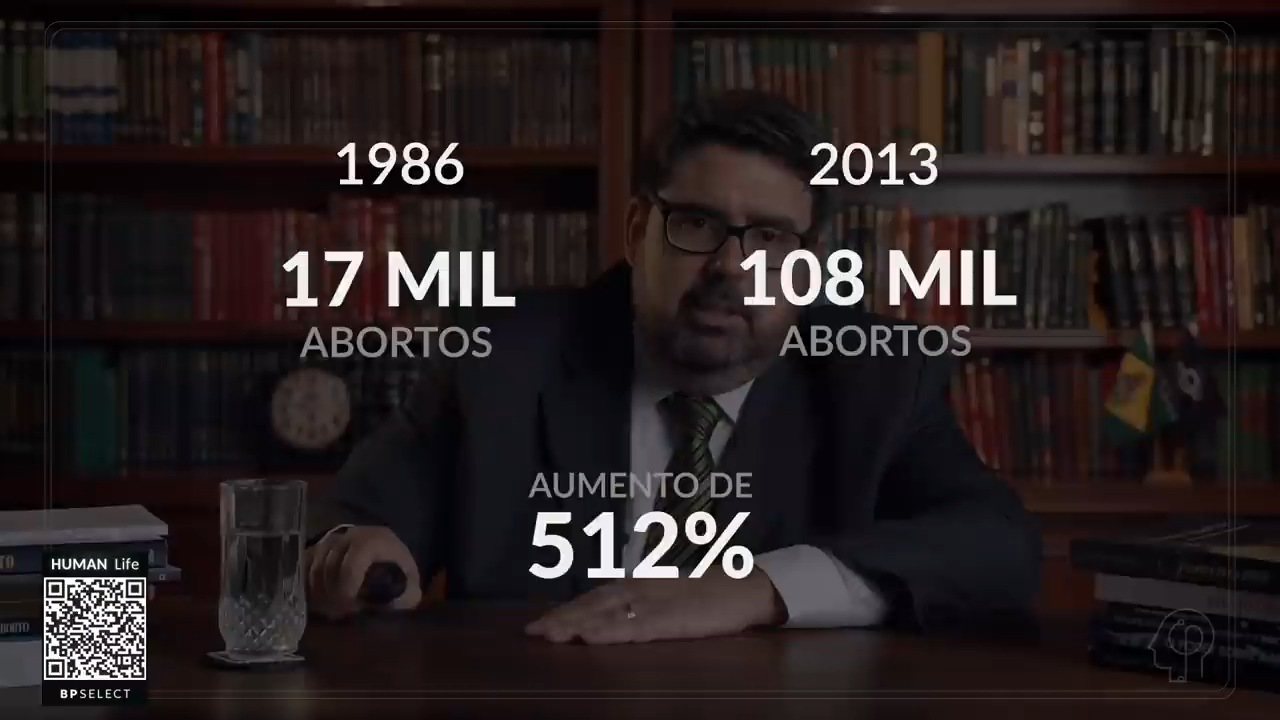 1986
2013
17 MIL
108 MIL
ABORTOS
ABORTOS
AUMENTO DE
512%
HUMAN Life
BPSELECT